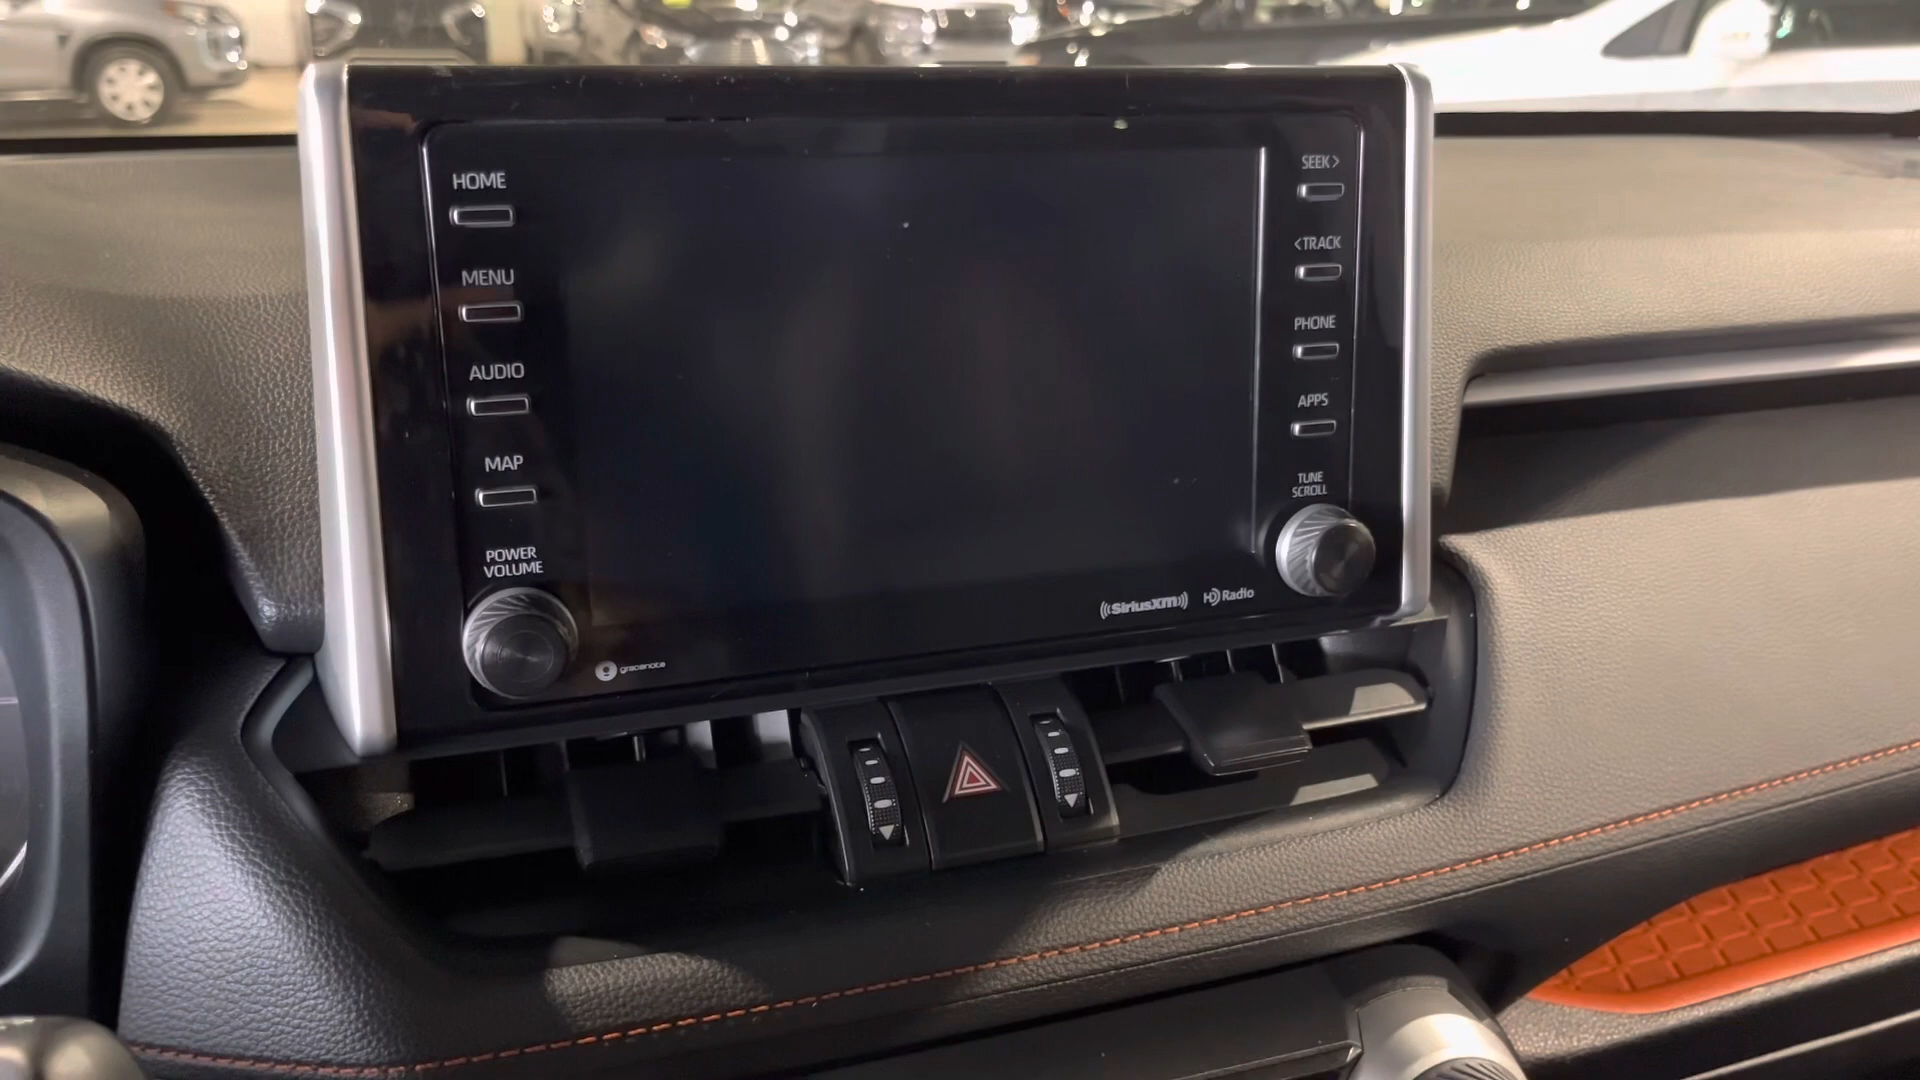 HOME
MENU
AUDIO
MAP
POWER
VOLUME
gracenote
SEEK>
<TRACK
PHONE
APPS
TUNE
SCROLL
((SiriusXM))
HD Radio